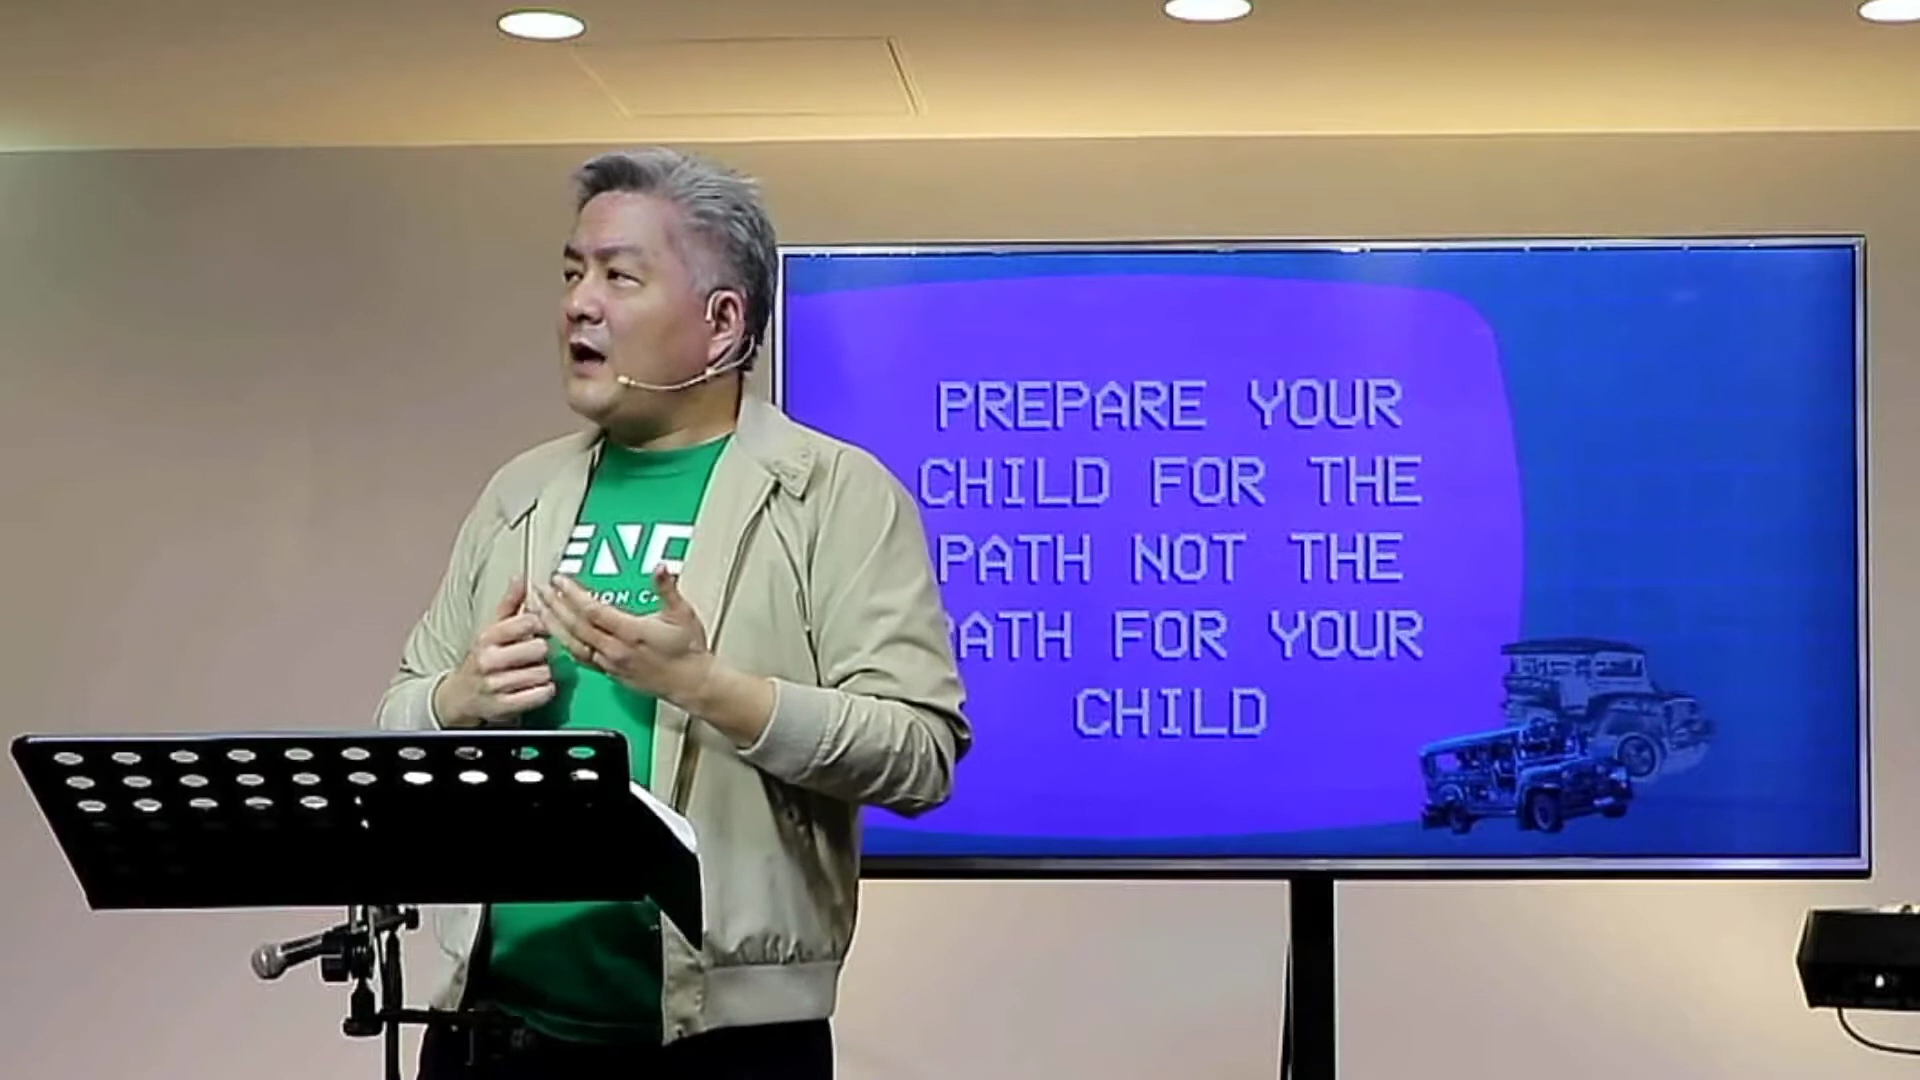 PREPARE YOUR
CHILD FOR THE
PATH NOT THE
PATH FOR YOUR
CHILD